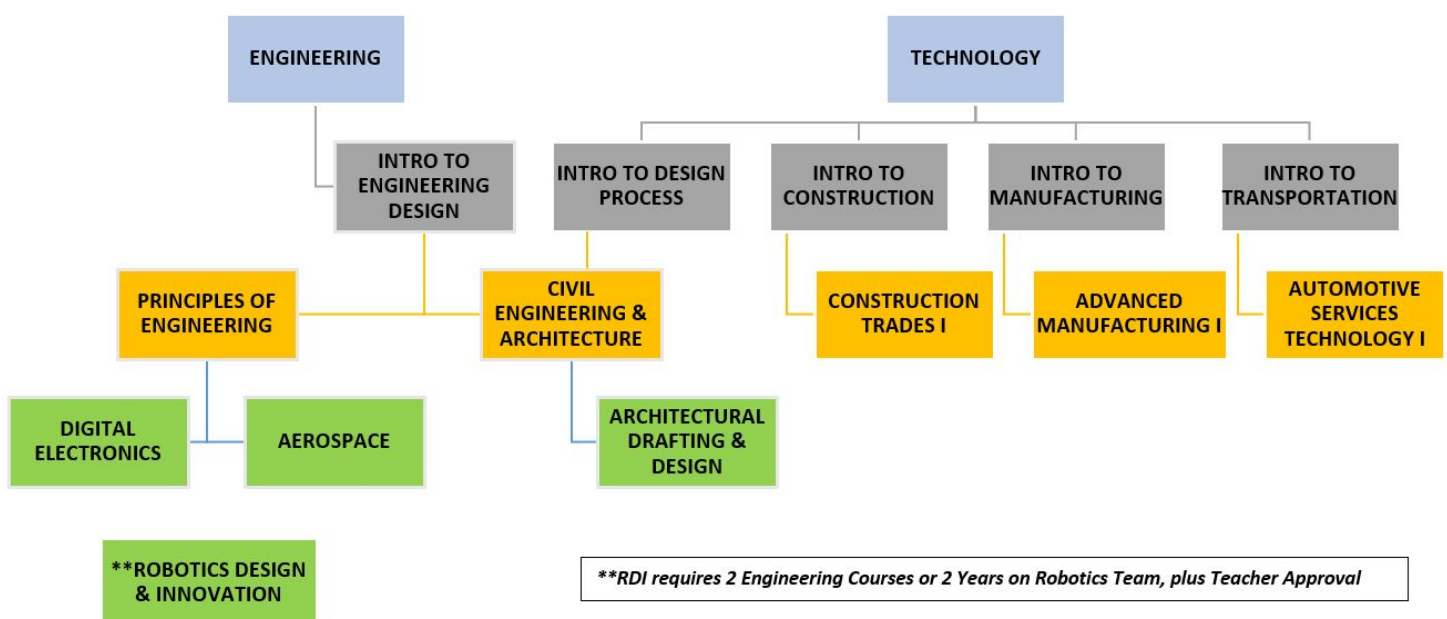 ENGINEERING
TECHNOLOGY
INTRO TO
ENGINEERING
DESIGN
INTRO TO DESIGN
PROCESS
INTRO TO
CONSTRUCTION
INTRO TO
MANUFACTURING
INTRO TO
TRANSPORTATION
PRINCIPLES OF
ENGINEERING
CIVIL
ENGINEERING &
ARCHITECTURE
CONSTRUCTION
TRADES I
ADVANCED
MANUFACTURING I
AUTOMOTIVE
SERVICES
TECHNOLOGY I
DIGITAL
ELECTRONICS
AEROSPACE
ARCHITECTURAL
DRAFTING &
DESIGN
**ROBOTICS DESIGN
& INNOVATION
**RDI requires 2 Engineering Courses or 2 Years on Robotics Team, plus Teacher Approval